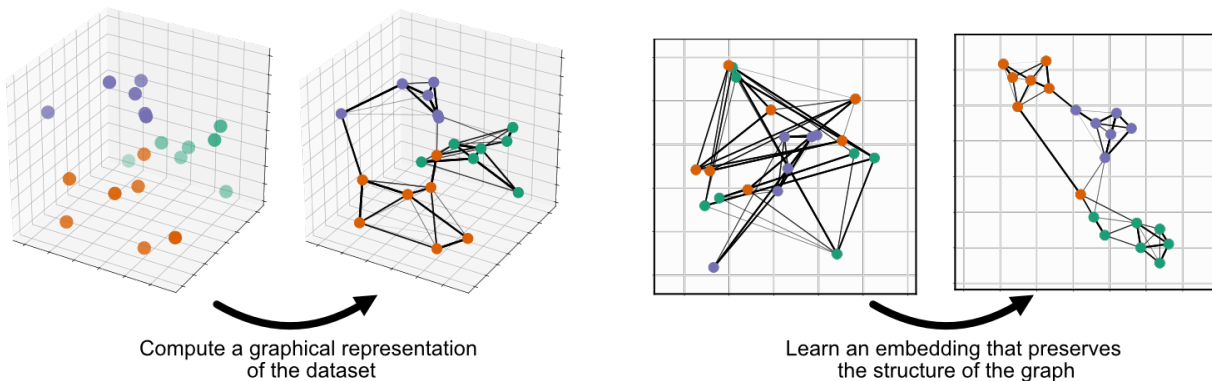 Compute a graphical representation
of the dataset
Learn an embedding that preserves
the structure of the graph